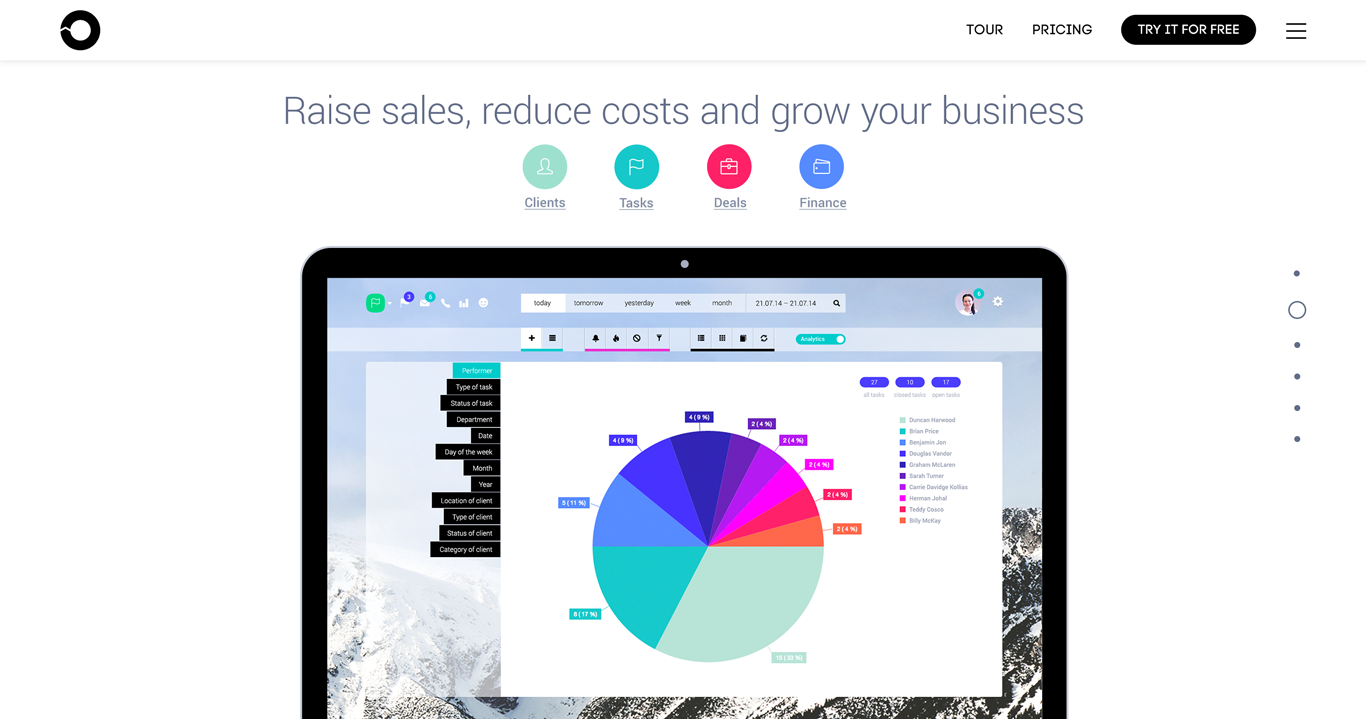 TOUR
PRICING
TRY IT FOR FREE
Raise sales, reduce costs and grow your business
Clients
Tasks
Deals
Finance
3
6
today
tomorrow
yesterday
week
month
21.07.14 – 21.07.14
6
Analytics
Performer
Type of task
Status of task
Department
Date
Day of the week
Month
Year
Location of client
Type of client
Status of client
Category of client
27
10
17
all tasks
closed tasks
open tasks
4 (9 %)
2 (4 %)
4 (9 %)
2 (4 %)
2 (4 %)
5 (11 %)
2 (4 %)
2 (4 %)
8 (17 %)
15 (33 %)
Duncan Harwood
Brian Price
Benjamin Jen
Douglas Vandor
Graham McLaren
Sarah Turner
Carrie Davidge Kollias
Herman Johal
Teddy Cosco
Billy McKay